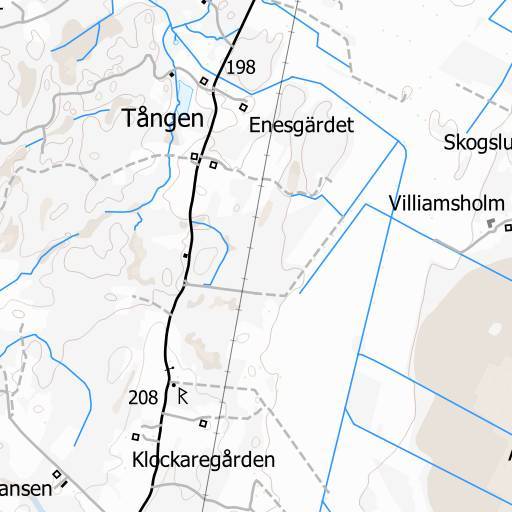 198
Tången
Enesgärdet
Skogslu
Villiamsholm
208
Klockaregården
ansen